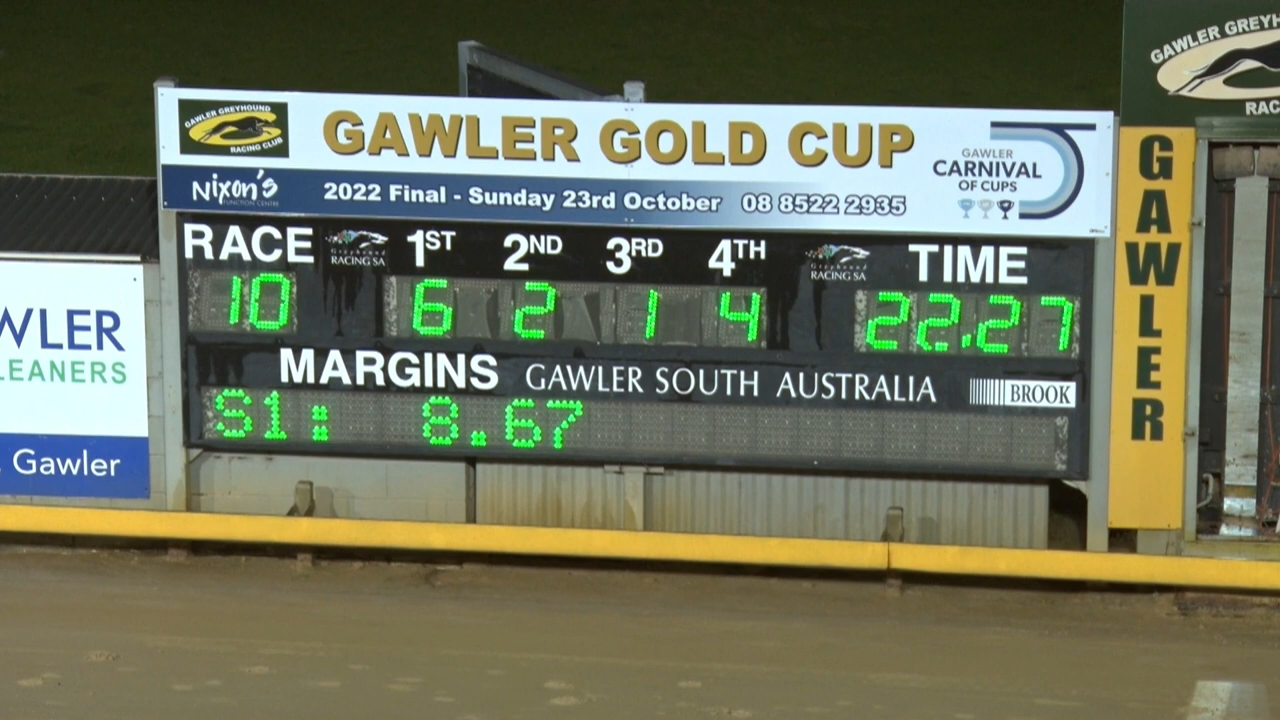 GAWLER GREYHOUND
RACING CLUB
GAWLER GOLD CUP
GAWLER
CARNIVAL
OF CUPS
Nixon's
FUNCTION CENTRE
2022 Final - Sunday 23rd October 08 8522 2935
RACE
Greyhound
RACING SA
1ST 2ND 3RD 4TH
Greyhound
RACING SA
TIME
10 6 2 1 4 22.27
MARGINS GAWLER SOUTH AUSTRALIA BROOK
S1: 8.67
WLER
LEANERS
Gawler
GAWLER GREYH
RAC
GAWLER